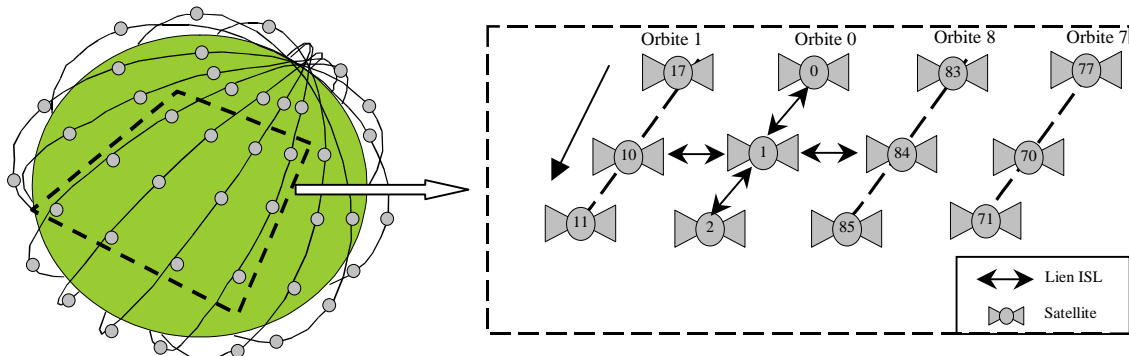 Orbite 1 Orbite 0 Orbite 8 Orbite 7
17 0 83 77
10 1 84 70
11 2 85 71
Lien ISL
Satellite